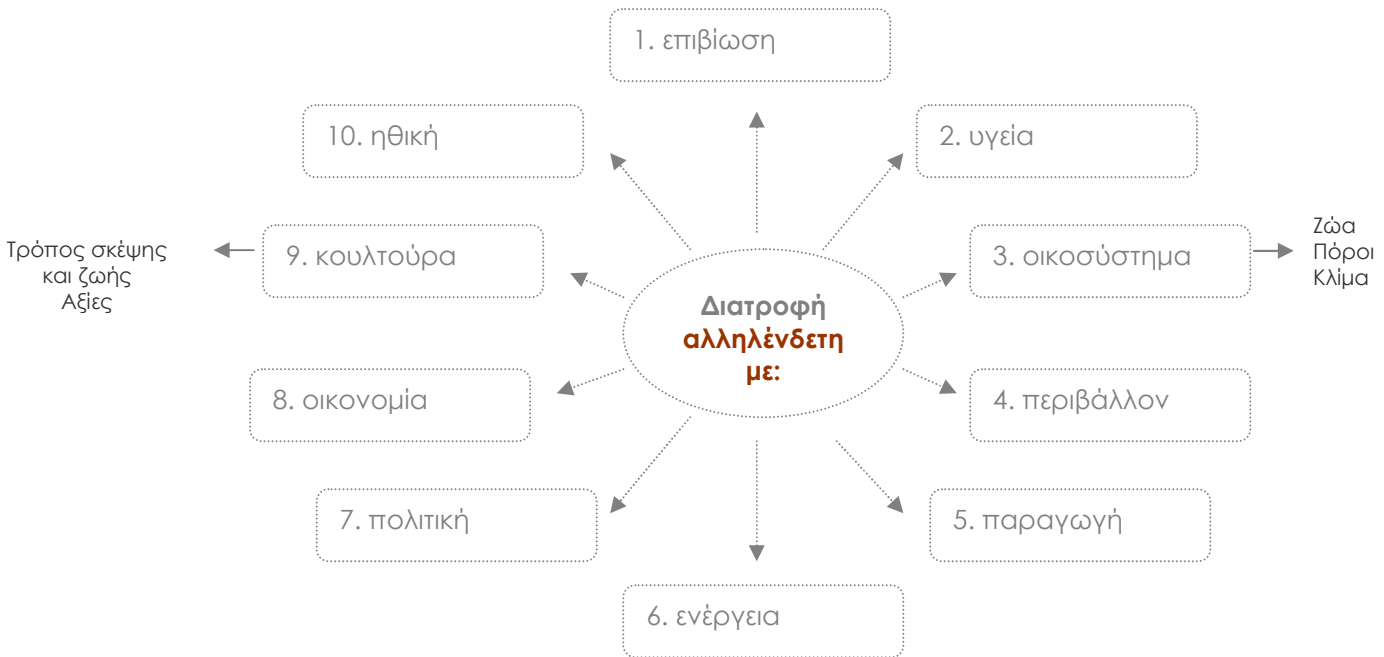 1. επιβίωση
10. ηθική
2. υγεία
Τρόπος σκέψης
και ζωής
Αξίες
9. κουλτούρα
3. οικοσύστημα
Ζώα
Πόροι
Κλίμα
Διατροφή
αλληλένδετη
με:
8. οικονομία
4. περιβάλλον
7. πολιτική
5. παραγωγή
6. ενέργεια